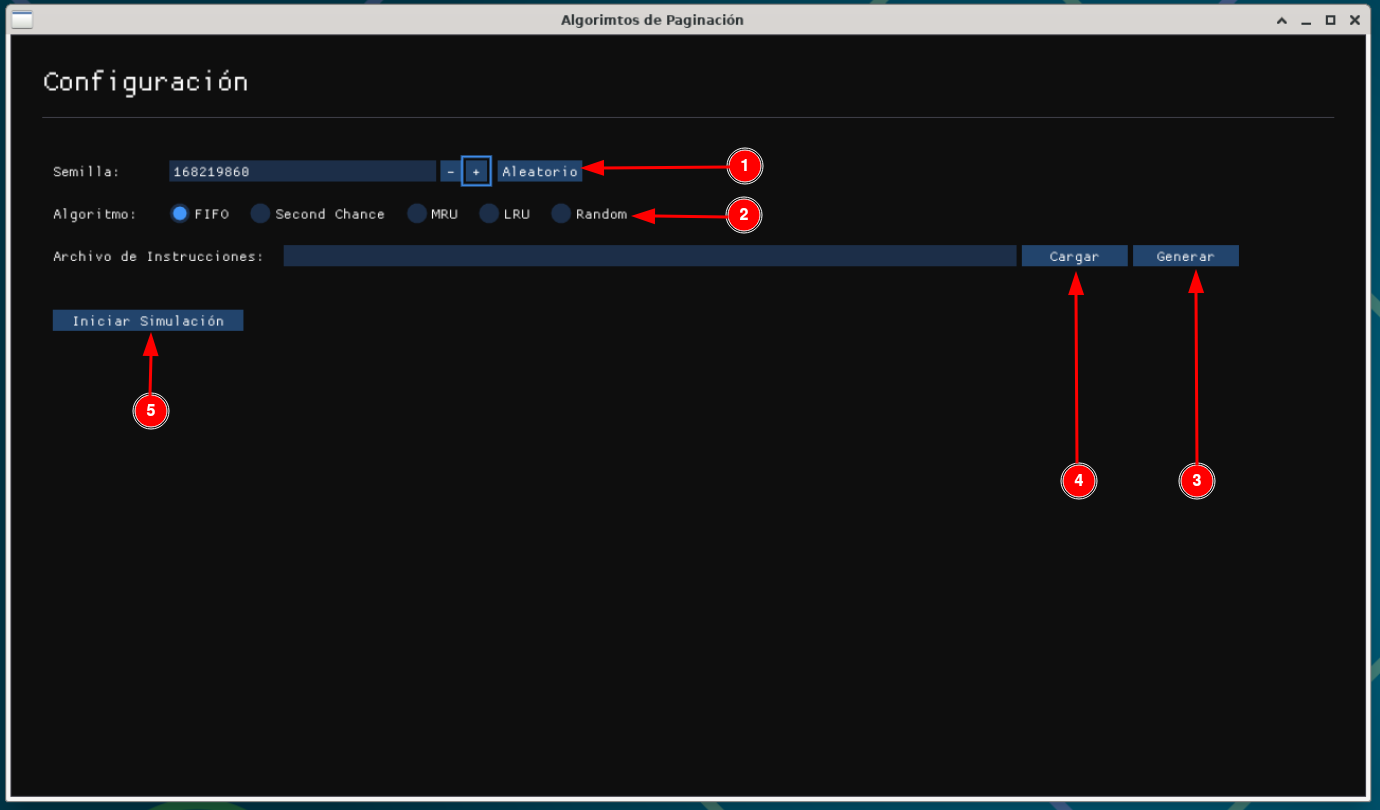 Algorimtos de Paginación
Configuración
Semilla: 168219860 - + Aleatorio 1
Algoritmo: FIFO Second Chance MRU LRU Random 2
Archivo de Instrucciones: Cargar Generar
Iniciar Simulación
5
4 3